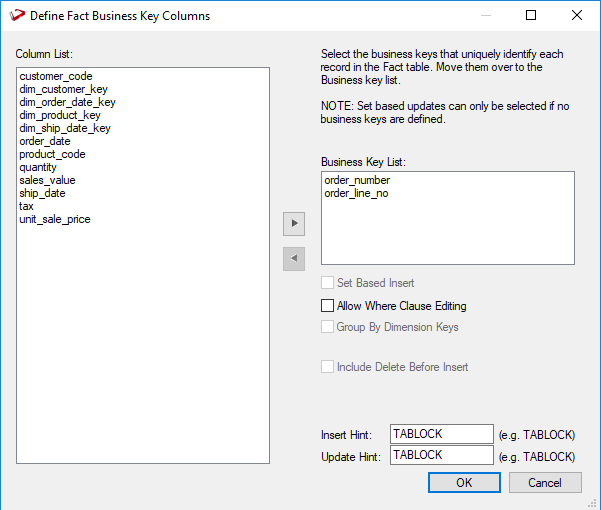 Define Fact Business Key Columns
Column List:
customer_code
dim_customer_key
dim_order_date_key
dim_product_key
dim_ship_date_key
order_date
product_code
quantity
sales_value
ship_date
tax
unit_sale_price
Select the business keys that uniquely identify each
record in the Fact table. Move them over to the
Business key list.
NOTE: Set based updates can only be selected if no
business keys are defined.
Business Key List:
order_number
order_line_no
Set Based Insert
Allow Where Clause Editing
Group By Dimension Keys
Include Delete Before Insert
Insert Hint: TABLOCK (e.g. TABLOCK)
Update Hint: TABLOCK (e.g. TABLOCK)
OK Cancel